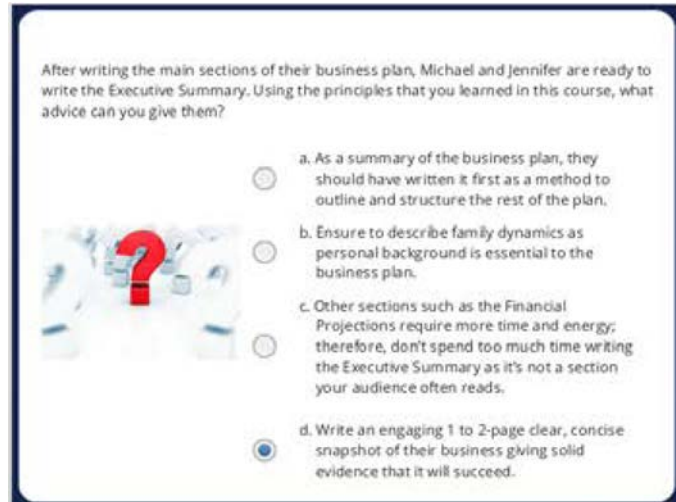 After writing the main sections of their business plan, Michael and Jennifer are ready to
write the Executive Summary. Using the principles that you learned in this course, what
advice can you give them?
a. As a summary of the business plan, they
should have written it first as a method to
outline and structure the rest of the plan.
b. Ensure to describe family dynamics as
personal background is essential to the
business plan.
c. Other sections such as the Financial
Projections require more time and energy;
therefore, don't spend too much time writing
the Executive Summary as it's not a section
your audience often reads.
d. Write an engaging 1 to 2-page clear, concise
snapshot of their business giving solid
evidence that it will succeed.